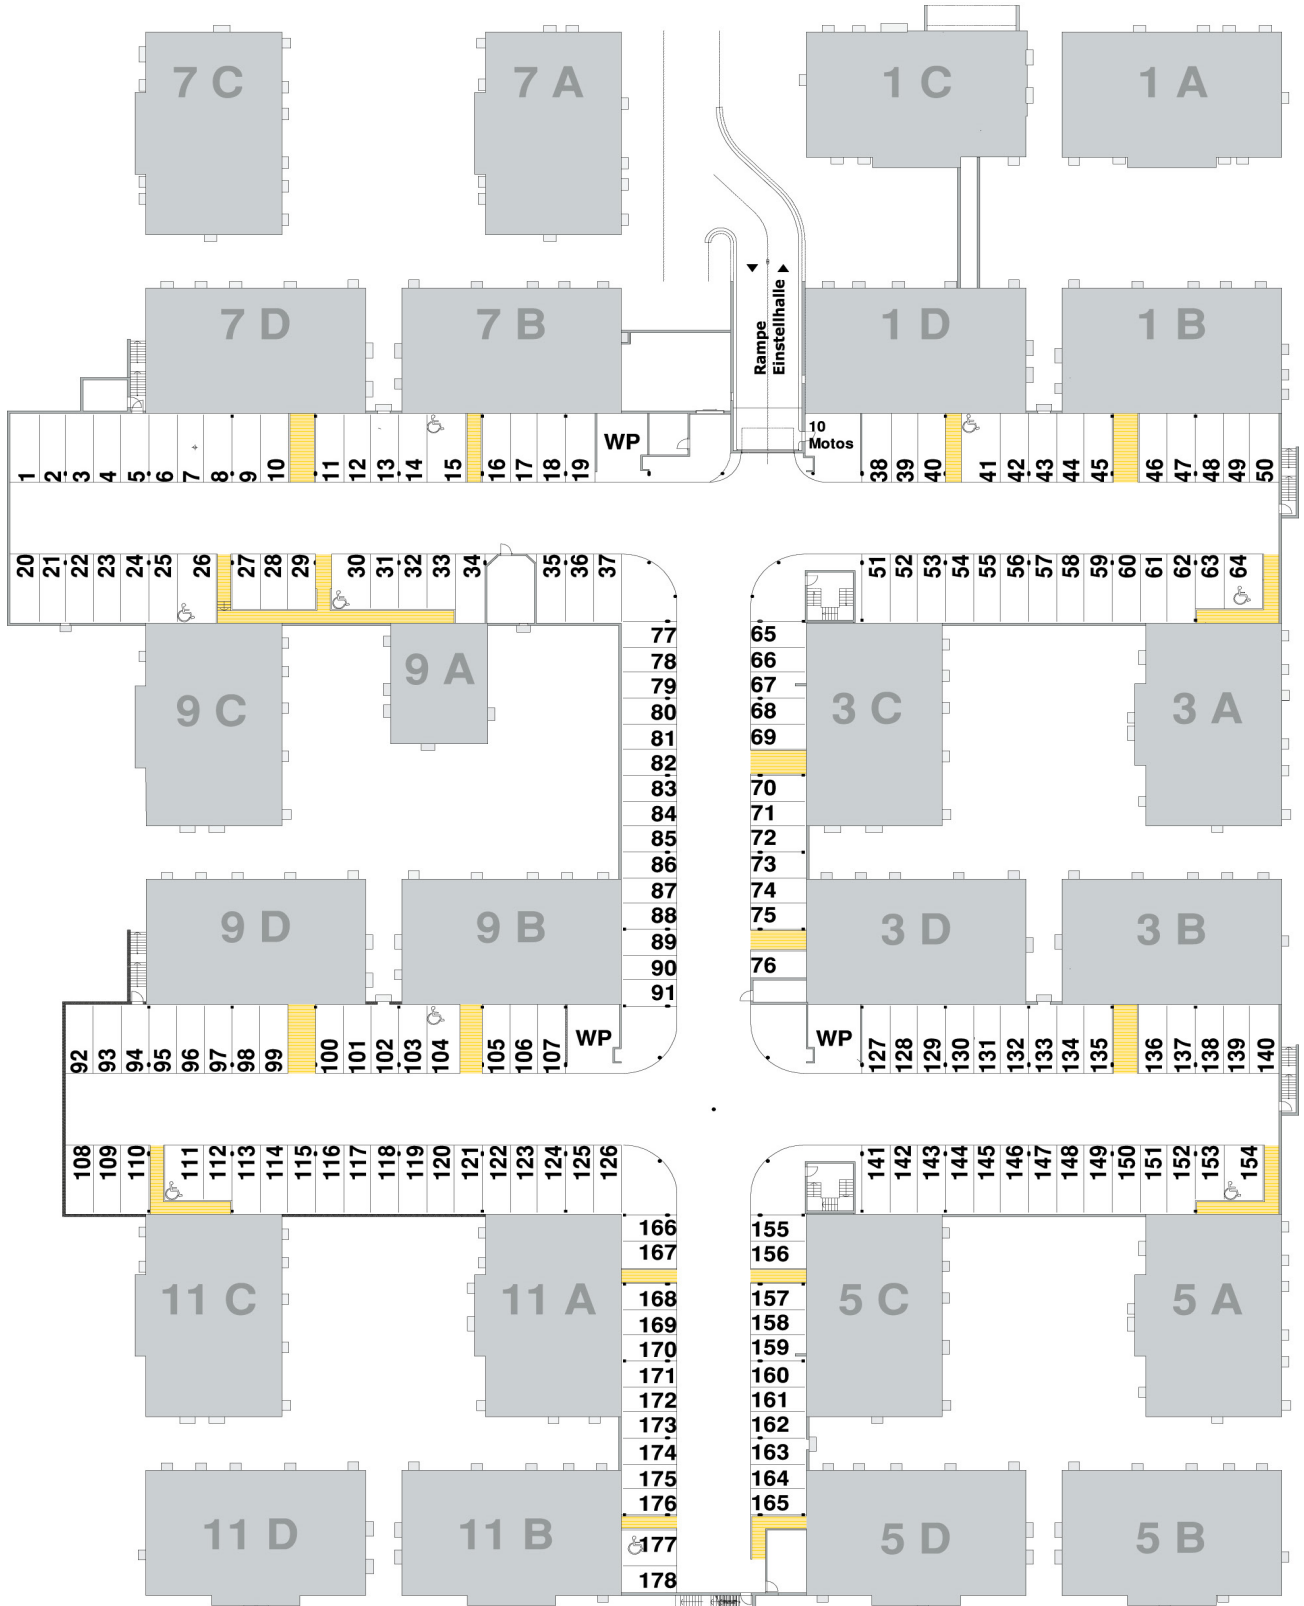 7 C
7 A
1 C
1 A
Rampe
Einstellhalle
7 D
7 B
1 D
1 B
10
Motos
WP
1 2 3 4 5 6 7 8 9 10 11 12 13 14 15 16 17 18 19
38 39 40 41 42 43 44 45 46 47 48 49 50
20 21 22 23 24 25 26 27 28 29 30 31 32 33 34 35 36 37
51 52 53 54 55 56 57 58 59 60 61 62 63 64
77 65
78 66
79 67
80 68
81 69
82
83 70
84 71
85 72
86 73
87 74
88 75
89
90 76
91
9 C
9 A
3 C
3 A
9 D
9 B
3 D
3 B
WP
WP
92 93 94 95 96 97 98 99 100 101 102 103 104 105 106 107
127 128 129 130 131 132 133 134 135 136 137 138 139 140
108 109 110 111 112 113 114 115 116 117 118 119 120 121 122 123 124 125 126
141 142 143 144 145 146 147 148 149 150 151 152 153 154
166 155
167 156
168 157
169 158
170 159
171 160
172 161
173 162
174 163
175 164
176 165
177
178
11 C
11 A
5 C
5 A
11 D
11 B
5 D
5 B